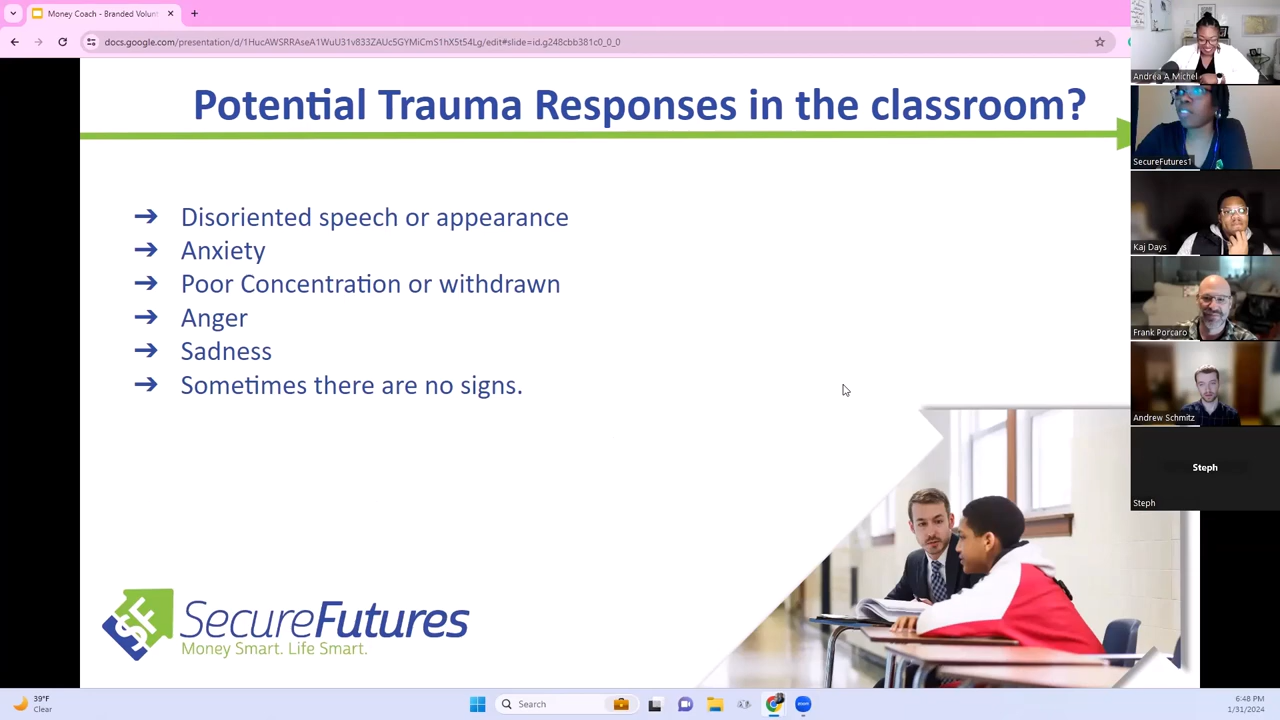 Money Coach - Branded Volun
docs.google.com/presentation/d/1HucAWSRRAseA1WuU31v833ZAUc5GYMiCmS1hX5t54Lg/edit#slide=id.g248cbb381c0_0_0
Potential Trauma Responses in the classroom?
➔ Disoriented speech or appearance
➔ Anxiety
➔ Poor Concentration or withdrawn
➔ Anger
➔ Sadness
➔ Sometimes there are no signs.
SF
SecureFutures
Money Smart. Life Smart.
Andrea A Michel
SecureFutures1
Kaj Days
Frank Porcaro
Andrew Schmitz
Steph
Steph
39°F
Clear
Search
zoom
6:48 PM
1/31/2024